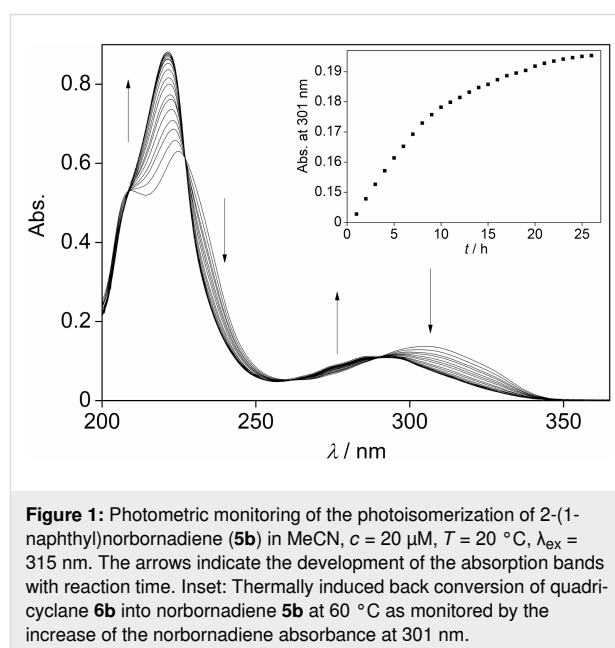 0.8
0.6
0.4
0.2
0
Abs.
200
250
300
350
λ / nm
0.19
0.18
0.17
0.16
0.15
0
Abs. at 301 nm
0
5
10
15
20
25
t / h
Figure 1: Photometric monitoring of the photoisomerization of 2-(1-
naphthyl)norbornadiene (5b) in MeCN, c = 20 µM, T = 20 °C, λex =
315 nm. The arrows indicate the development of the absorption bands
with reaction time. Inset: Thermally induced back conversion of quadri-
cyclane 6b into norbornadiene 5b at 60 °C as monitored by the
increase of the norbornadiene absorbance at 301 nm.